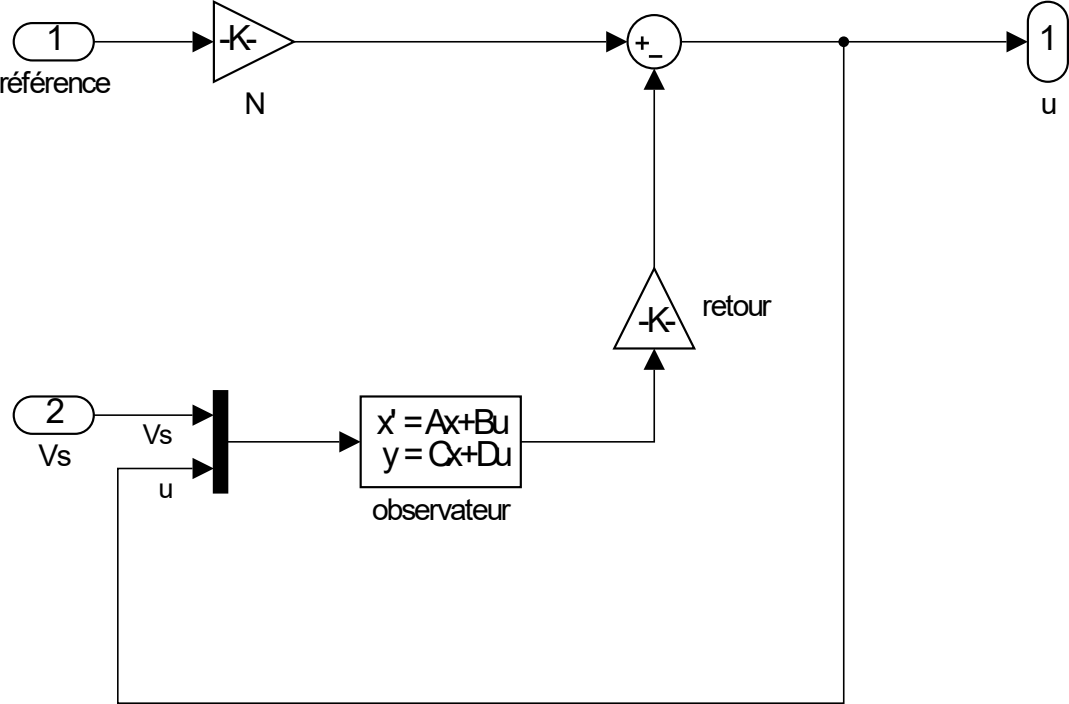 1
référence
-K-
N
+
−
1
u
-K-
retour
2
Vs
Vs
u
x' = Ax+Bu
y = Cx+Du
observateur